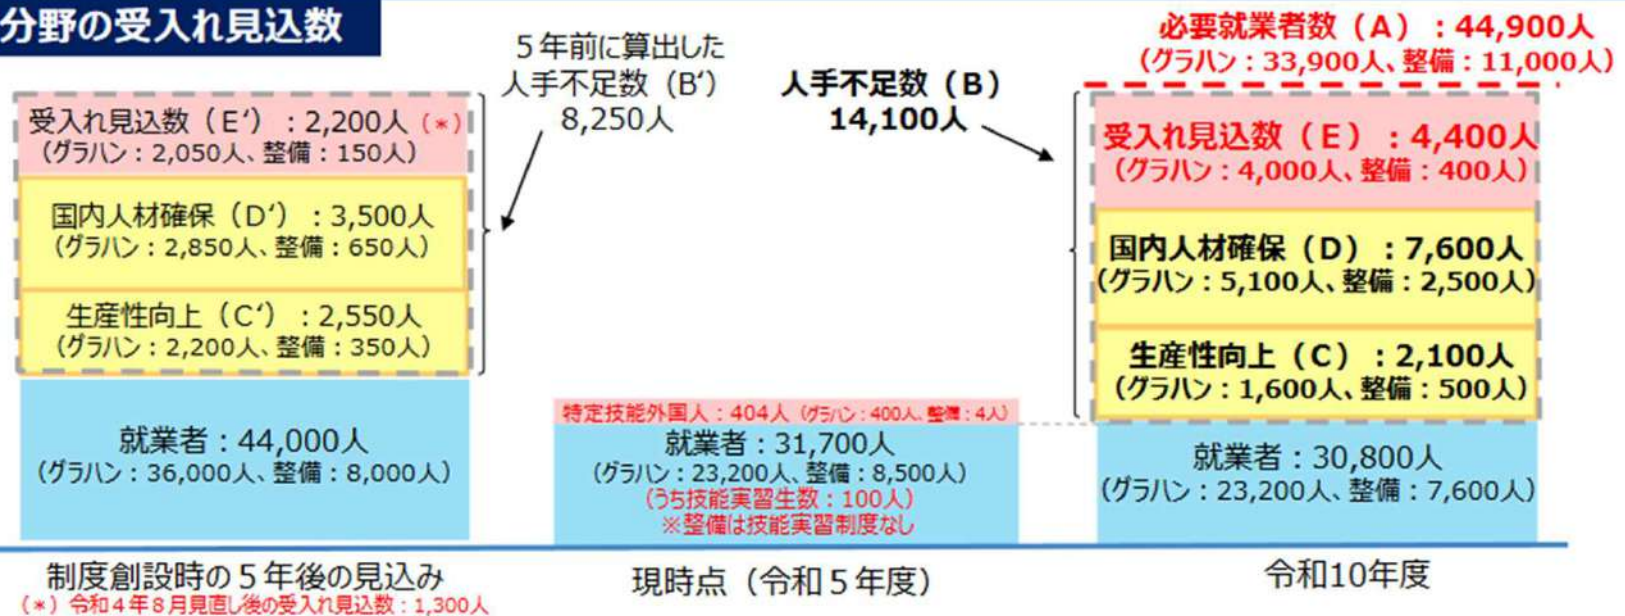 分野の受入れ見込数
受入れ見込数（E‘）：2,200人（*）
（グラハン：2,050人、整備：150人）
国内人材確保（D‘）：3,500人
（グラハン：2,850人、整備：650人）
生産性向上（C‘）：2,550人
（グラハン：2,200人、整備：350人）
就業者：44,000人
（グラハン：36,000人、整備：8,000人）
制度創設時の５年後の見込み
（*）令和４年８月見直し後の受入れ見込数：1,300人
５年前に算出した
人手不足数（B‘）
8,250人
人手不足数（B）
14,100人
特定技能外国人：404人（グラハン：400人、整備：4人）
就業者：31,700人
（グラハン：23,200人、整備：8,500人）
（うち技能実習生数：100人）
※整備は技能実習制度なし
現時点（令和５年度）
必要就業者数（A）：44,900人
（グラハン：33,900人、整備：11,000人）
受入れ見込数（E）：4,400人
（グラハン：4,000人、整備：400人）
国内人材確保（D）：7,600人
（グラハン：5,100人、整備：2,500人）
生産性向上（C）：2,100人
（グラハン：1,600人、整備：500人）
就業者：30,800人
（グラハン：23,200人、整備：7,600人）
令和10年度